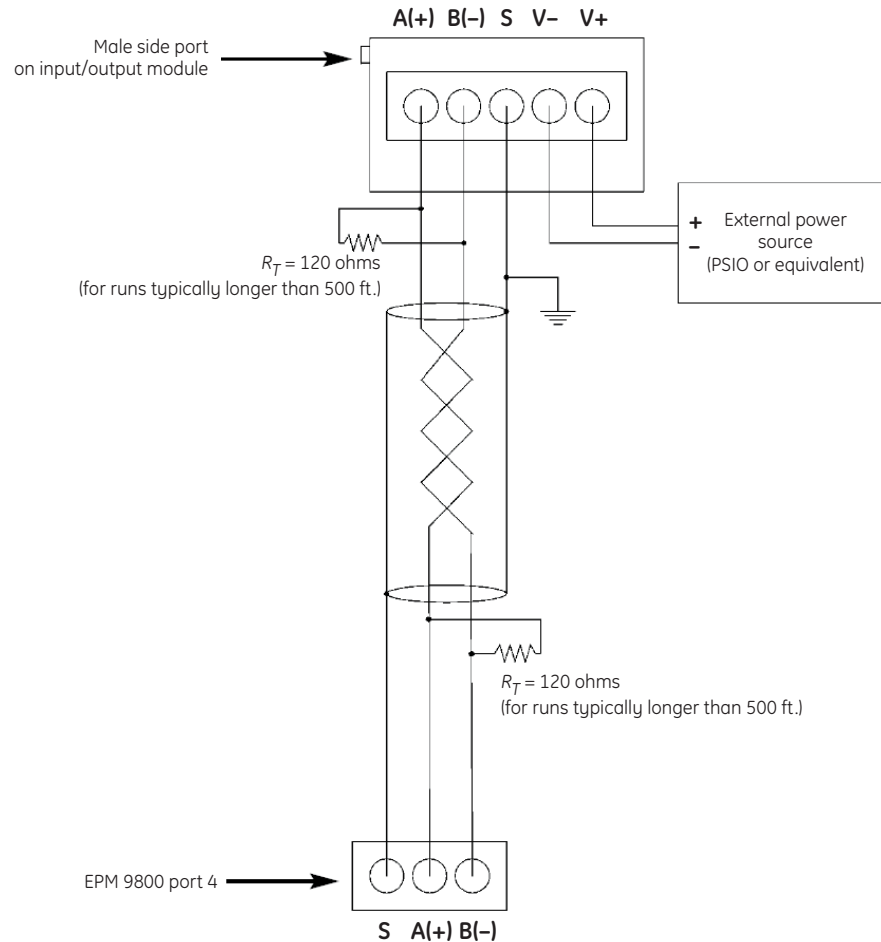 A(+) B(−) S V− V+
Male side port
on input/output module
+ External power
− source
(PSIO or equivalent)
R_T = 120 ohms
(for runs typically longer than 500 ft.)
R_T = 120 ohms
(for runs typically longer than 500 ft.)
EPM 9800 port 4
S A(+) B(−)